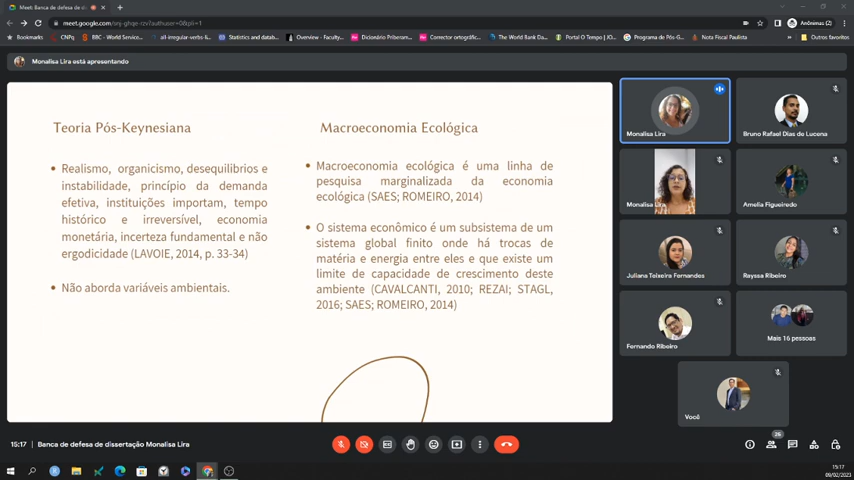 Meet: Banca de defesa de di
meet.google.com/snj-ghqe-rzv?authuser=0&pli=1
Anônimas (2)
Bookmarks
CNPq
BBC - World Service...
all-irregular-verbs-&...
Statistics and datab...
Overview - Faculty...
Dicionário Priberam...
Corrector ortográfic...
The World Bank Da...
Portal O Tempo | JO...
Programa de Pós-G...
Nota Fiscal Paulista
Outros favoritos
Monalisa Lira está apresentando
Teoria Pós-Keynesiana
Realismo, organicismo, desequilibrios e
instabilidade, princípio da demanda
efetiva, instituições importam, tempo
histórico e irreversível, economia
monetária, incerteza fundamental e não
ergodicidade (LAVOIE, 2014, p. 33-34)
Não aborda variáveis ambientais.
Macroeconomia Ecológica
Macroeconomia ecológica é uma linha de
pesquisa marginalizada da economia
ecológica (SAES; ROMEIRO, 2014)
O sistema econômico é um subsistema de um
sistema global finito onde há trocas de
matéria e energia entre eles e que existe um
limite de capacidade de crescimento deste
ambiente (CAVALCANTI, 2010; REZAI; STAGL,
2016; SAES; ROMEIRO, 2014)
Monalisa Lira
Bruno Rafael Dias de Lucena
Monalisa Lira
Amelia Figueiredo
Juliana Teixeira Fernandes
Rayssa Ribeiro
Fernando Ribeiro
Mais 16 pessoas
Você
15:17 | Banca de defesa de dissertação Monalisa Lira
26
15:17
09/02/2023